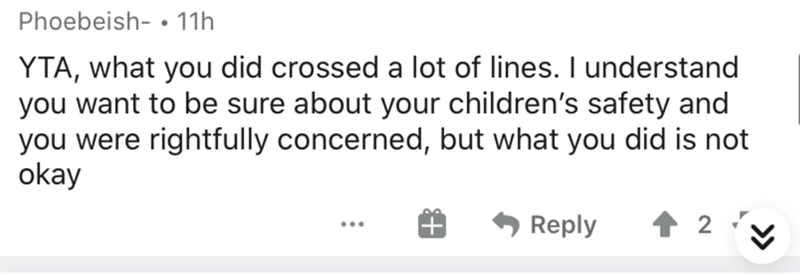 Phoebeish- • 11h
YTA, what you did crossed a lot of lines. I understand
you want to be sure about your children's safety and
you were rightfully concerned, but what you did is not
okay
... Reply 2